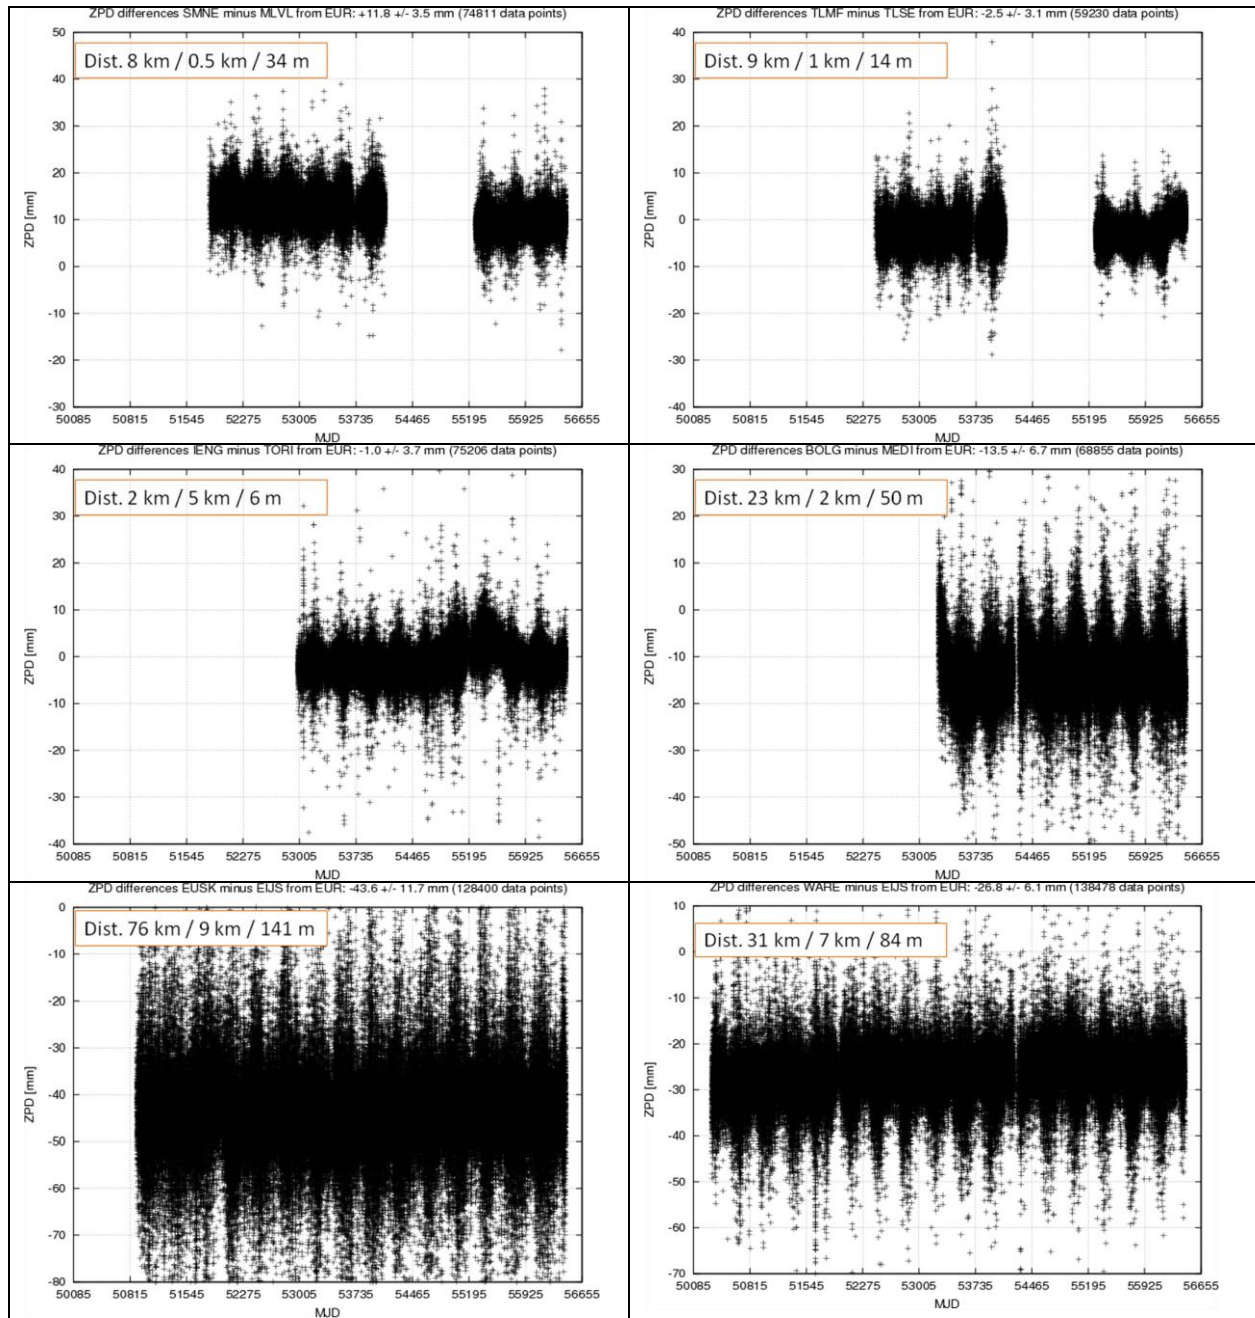 ZPD differences SMNE minus MLVL from EUR: +11.8 +/- 3.5 mm (74811 data points)
50
Dist. 8 km / 0.5 km / 34 m
40
30
20
10
0
-10
-20
-30
ZPD [mm]
50085 50815 51545 52275 53005 53735 54465 55195 55925 56655
MJD
ZPD differences TLMF minus TLSE from EUR: -2.5 +/- 3.1 mm (59230 data points)
40
Dist. 9 km / 1 km / 14 m
30
20
10
0
-10
-20
-30
-40
ZPD [mm]
50085 50815 51545 52275 53005 53735 54465 55195 55925 56655
MJD
ZPD differences IENG minus TORI from EUR: -1.0 +/- 3.7 mm (75206 data points)
40
Dist. 2 km / 5 km / 6 m
30
20
10
0
-10
-20
-30
-40
ZPD [mm]
50085 50815 51545 52275 53005 53735 54465 55195 55925 56655
MJD
ZPD differences BOLG minus MEDI from EUR: -13.5 +/- 6.7 mm (68855 data points)
30
Dist. 23 km / 2 km / 50 m
20
10
0
-10
-20
-30
-40
-50
ZPD [mm]
50085 50815 51545 52275 53005 53735 54465 55195 55925 56655
MJD
ZPD differences EUSK minus EIJS from EUR: -43.6 +/- 11.7 mm (128400 data points)
0
Dist. 76 km / 9 km / 141 m
-10
-20
-30
-40
-50
-60
-70
-80
ZPD [mm]
50085 50815 51545 52275 53005 53735 54465 55195 55925 56655
MJD
ZPD differences WARE minus EIJS from EUR: -26.8 +/- 6.1 mm (138478 data points)
10
Dist. 31 km / 7 km / 84 m
0
-10
-20
-30
-40
-50
-60
-70
ZPD [mm]
50085 50815 51545 52275 53005 53735 54465 55195 55925 56655
MJD